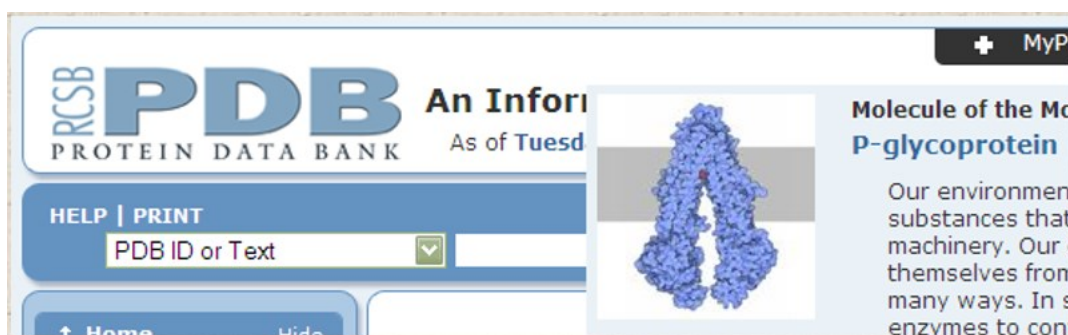 MyP
RCSB
PDB
PROTEIN DATA BANK
An Infor
As of Tuesd
Molecule of the Mo
P-glycoprotein
HELP | PRINT
PDB ID or Text
Our environmen
substances that
machinery. Our
themselves from
many ways. In s
enzymes to con
Home
Hide